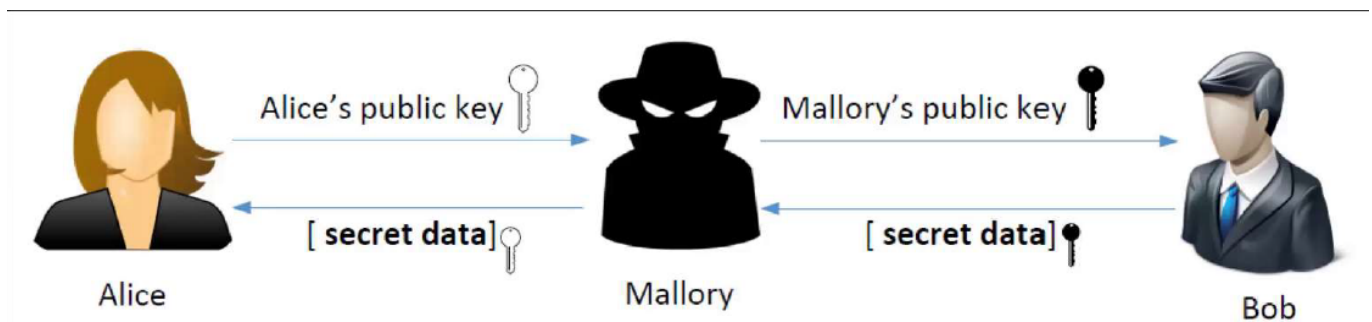 Alice’s public key
Mallory’s public key
[ secret data]
[ secret data]
Alice
Mallory
Bob